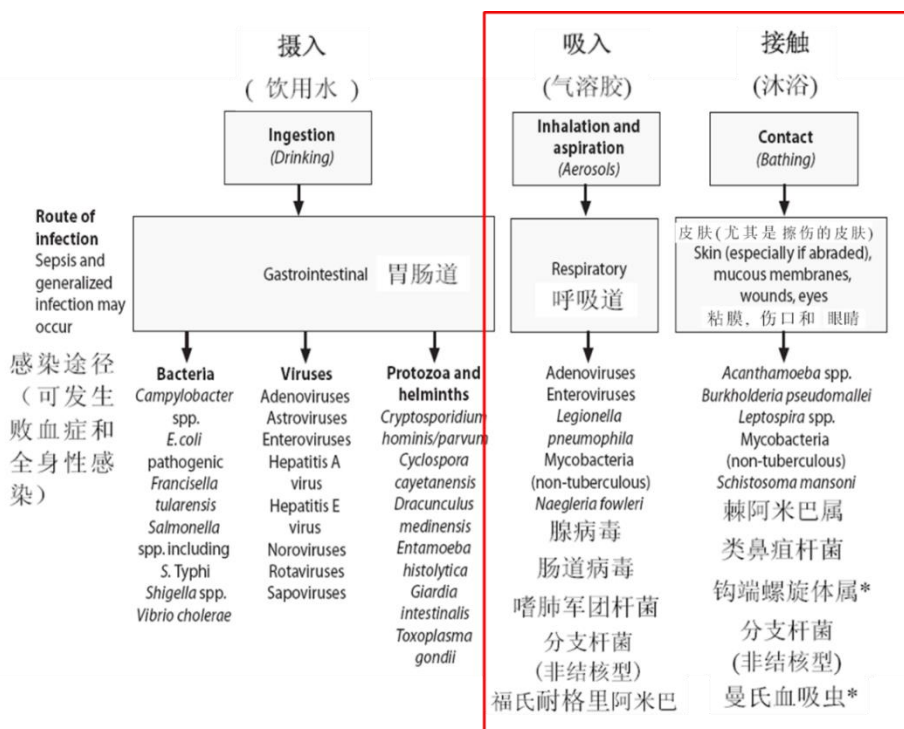 摄入
( 饮用水 )
Ingestion
(Drinking)
吸入
(气溶胶)
Inhalation and
aspiration
(Aerosols)
接触
(沐浴)
Contact
(Bathing)
Route of
infection
Sepsis and
generalized
infection may
occur
感染途径
(可发生
败血症和
全身性感
染)
Gastrointestinal 胃肠道
Respiratory
呼吸道
皮肤(尤其是擦伤的皮肤)
Skin (especially if abraded),
mucous membranes,
wounds, eyes
粘膜, 伤口和 眼睛
Bacteria
Campylobacter
spp.
E.coli
pathogenic
Francisella
tularensis
Salmonella
spp. including
S. Typhi
Shigella spp.
Vibrio cholerae
Viruses
Adenoviruses
Astroviruses
Enteroviruses
Hepatitis A
virus
Hepatitis E
virus
Noroviruses
Rotaviruses
Sapoviruses
Protozoa and
helminths
Cryptosporidium
hominis/parvum
Cyclospora
cayetanensis
Dracunculus
medinensis
Entamoeba
histolytica
Giardia
intestinalis
Toxoplasma
gondii
Adenoviruses
Enteroviruses
Legionella
pneumophila
Mycobacteria
(non-tuberculous)
Naegleria fowleri
腺病毒
肠道病毒
嗜肺军团杆菌
分支杆菌
(非结核型)
福氏耐格里阿米巴
Acanthamoeba spp.
Burkholderia pseudomallei
Leptospira spp.
Mycobacteria
(non-tuberculous)
Schistosoma mansoni
棘阿米巴属
类鼻疽杆菌
钩端螺旋体属*
分支杆菌
(非结核型)
曼氏血吸虫*